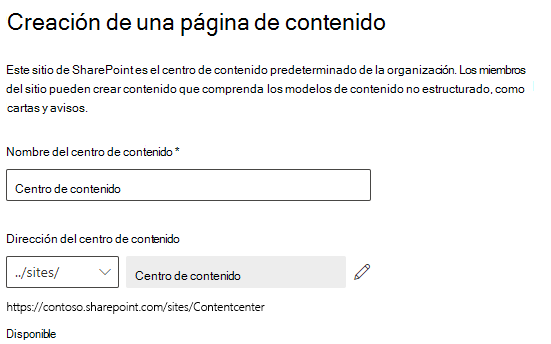 Creación de una página de contenido
Este sitio de SharePoint es el centro de contenido predeterminado de la organización. Los miembros
del sitio pueden crear contenido que comprenda los modelos de contenido no estructurado, como
cartas y avisos.
Nombre del centro de contenido *
Centro de contenido
Dirección del centro de contenido
../sites/ Centro de contenido
https://contoso.sharepoint.com/sites/Contentcenter
Disponible